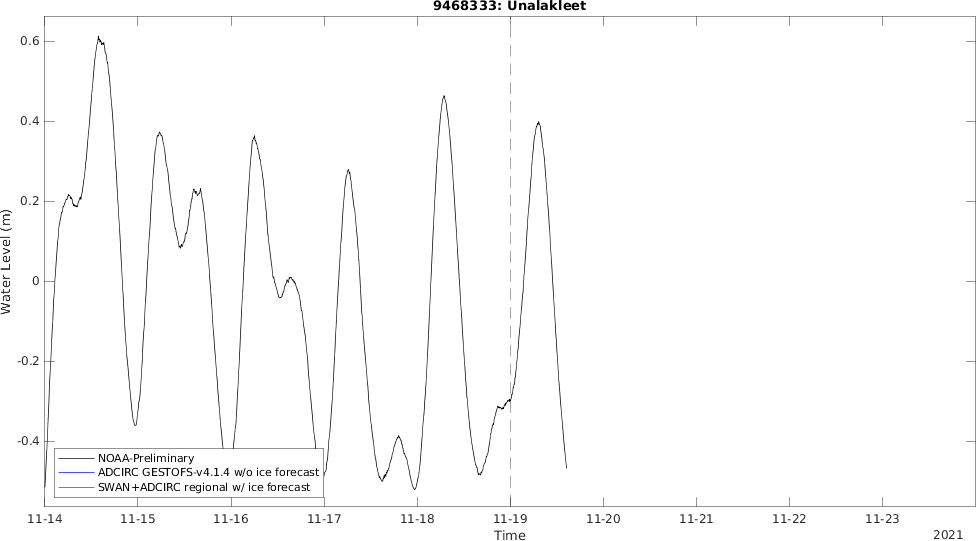 9468333: Unalakleet
0.6
0.4
0.2
0
-0.2
-0.4
Water Level (m)
NOAA-Preliminary
ADCIRC GESTOFS-v4.1.4 w/o ice forecast
SWAN+ADCIRC regional w/ ice forecast
11-14 11-15 11-16 11-17 11-18 11-19 11-20 11-21 11-22 11-23
Time
2021